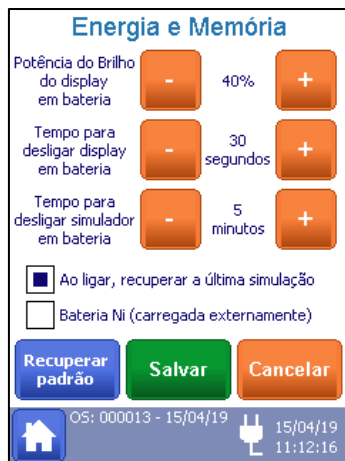 Energia e Memória
Potência do Brilho
do display
em bateria
-
40%
+
Tempo para
desligar display
em bateria
-
30
segundos
+
Tempo para
desligar simulador
em bateria
-
5
minutos
+
Ao ligar, recuperar a última simulação
Bateria Ni (carregada externamente)
Recuperar
padrão
Salvar
Cancelar
OS: 000013 - 15/04/19
15/04/19
11:12:16